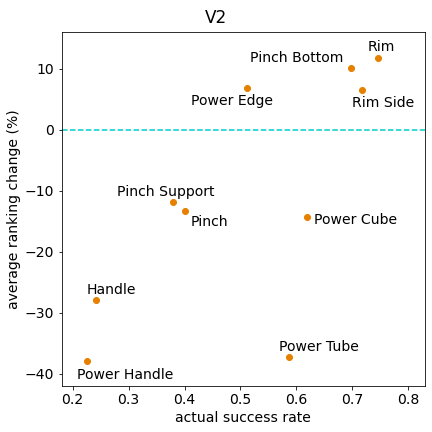 V2
Rim
Pinch Bottom
Power Edge
Rim Side
Pinch Support
Pinch
Power Cube
Handle
Power Tube
Power Handle
average ranking change (%)
10
0
−10
−20
−30
−40
0.2 0.3 0.4 0.5 0.6 0.7 0.8
actual success rate